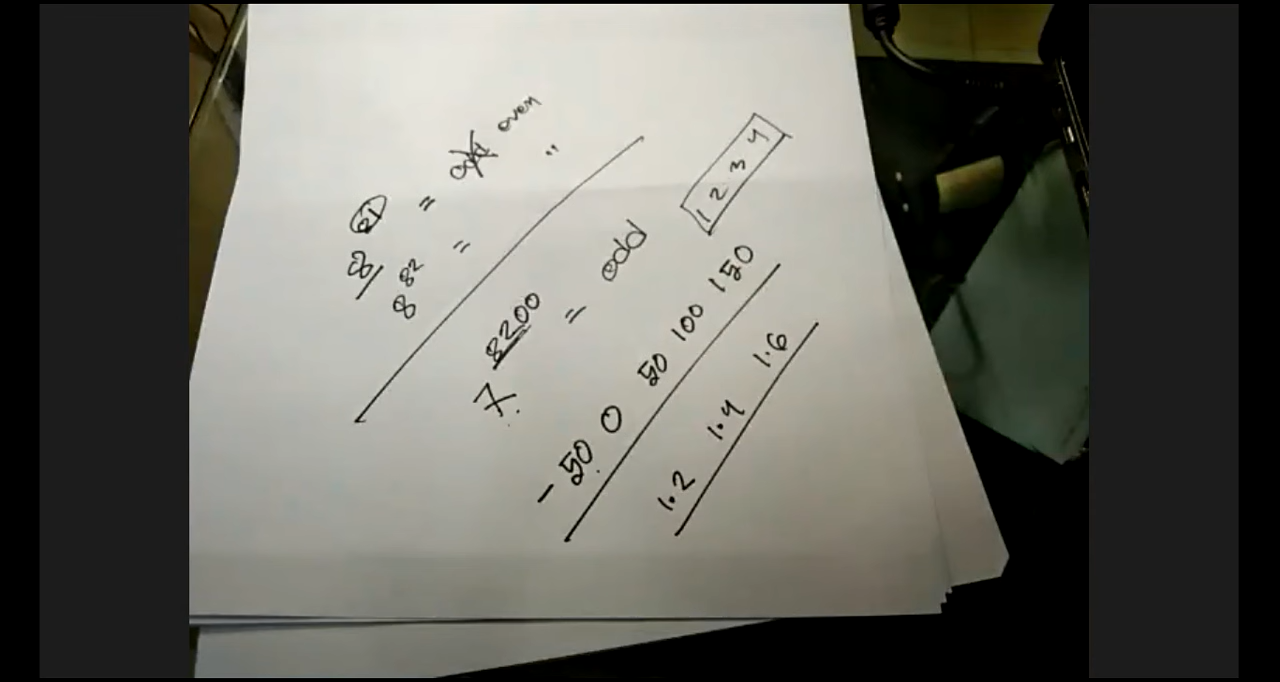 8 21 = odd even
8 82 = "
7 8200 = odd
1 2 3 4
- 50 0 50 100 150
1.2 1.4 1.6